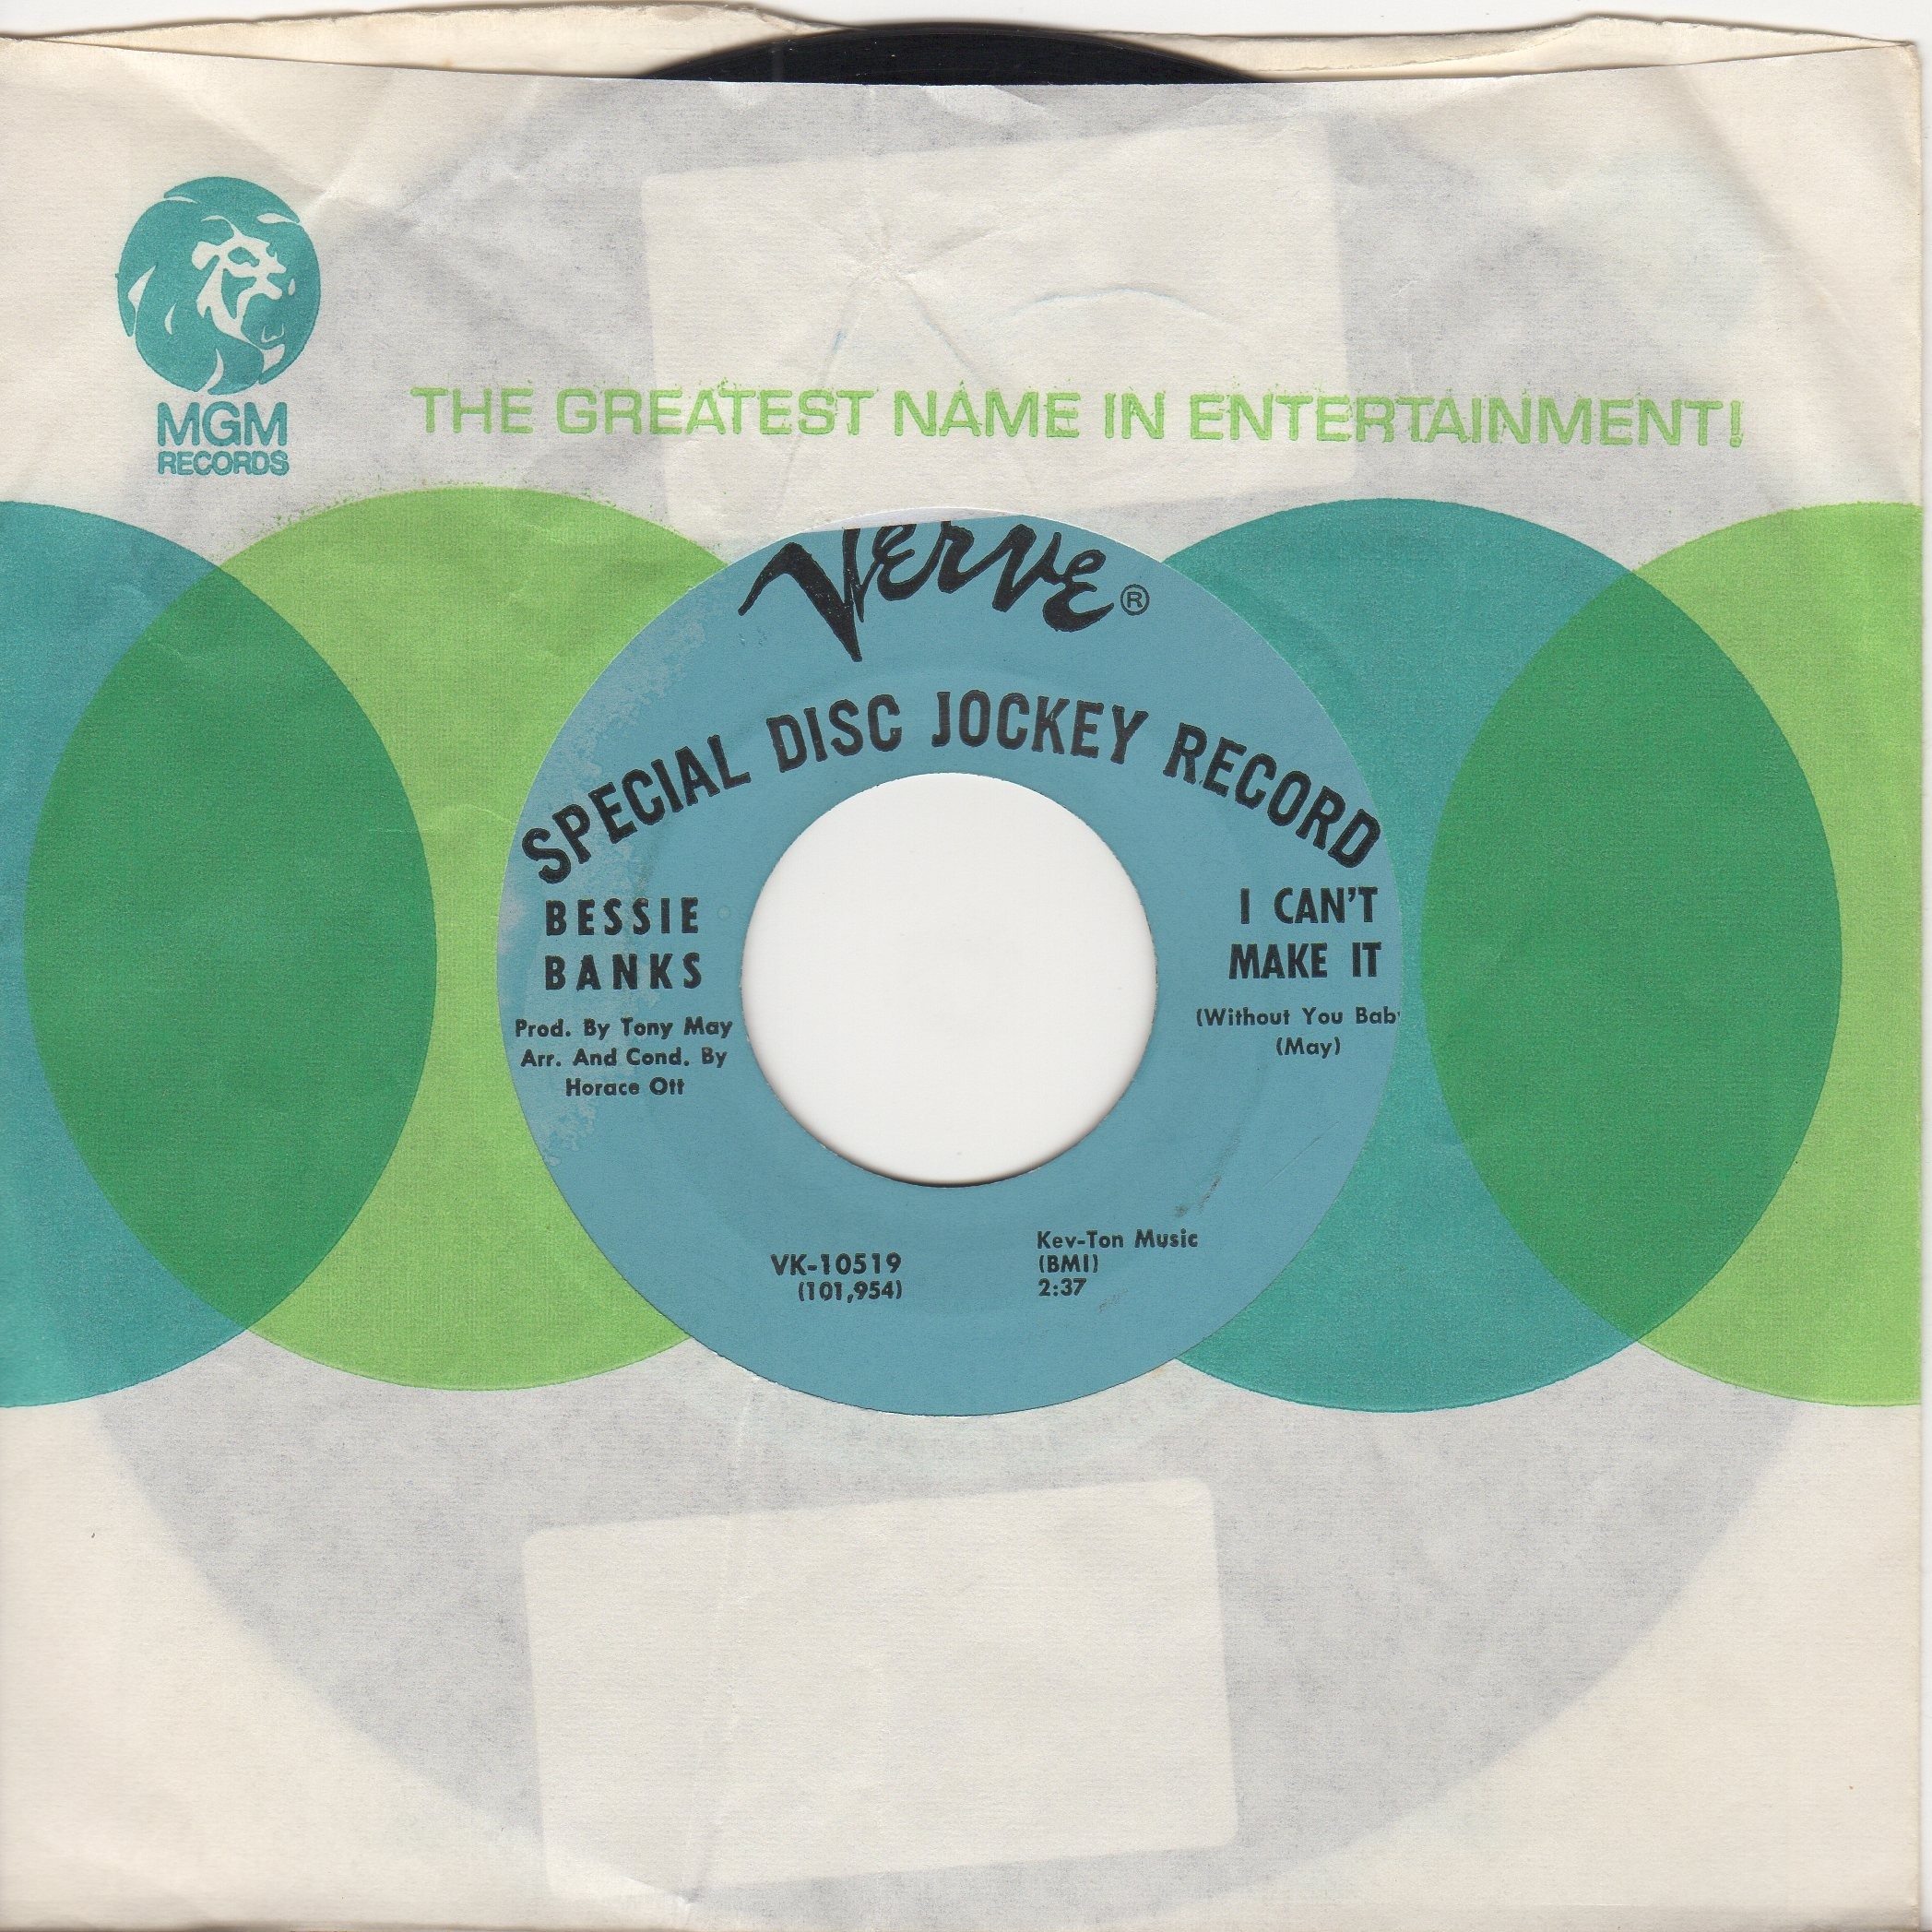 MGM
RECORDS
THE GREATEST NAME IN ENTERTAINMENT!
Verve ®
SPECIAL DISC JOCKEY RECORD
BESSIE
BANKS
Prod. By Tony May
Arr. And Cond. By
Horace Ott
I CAN'T
MAKE IT
(Without You Bab
(May)
VK-10519
(101,954)
Kev-Ton Music
(BMI)
2:37